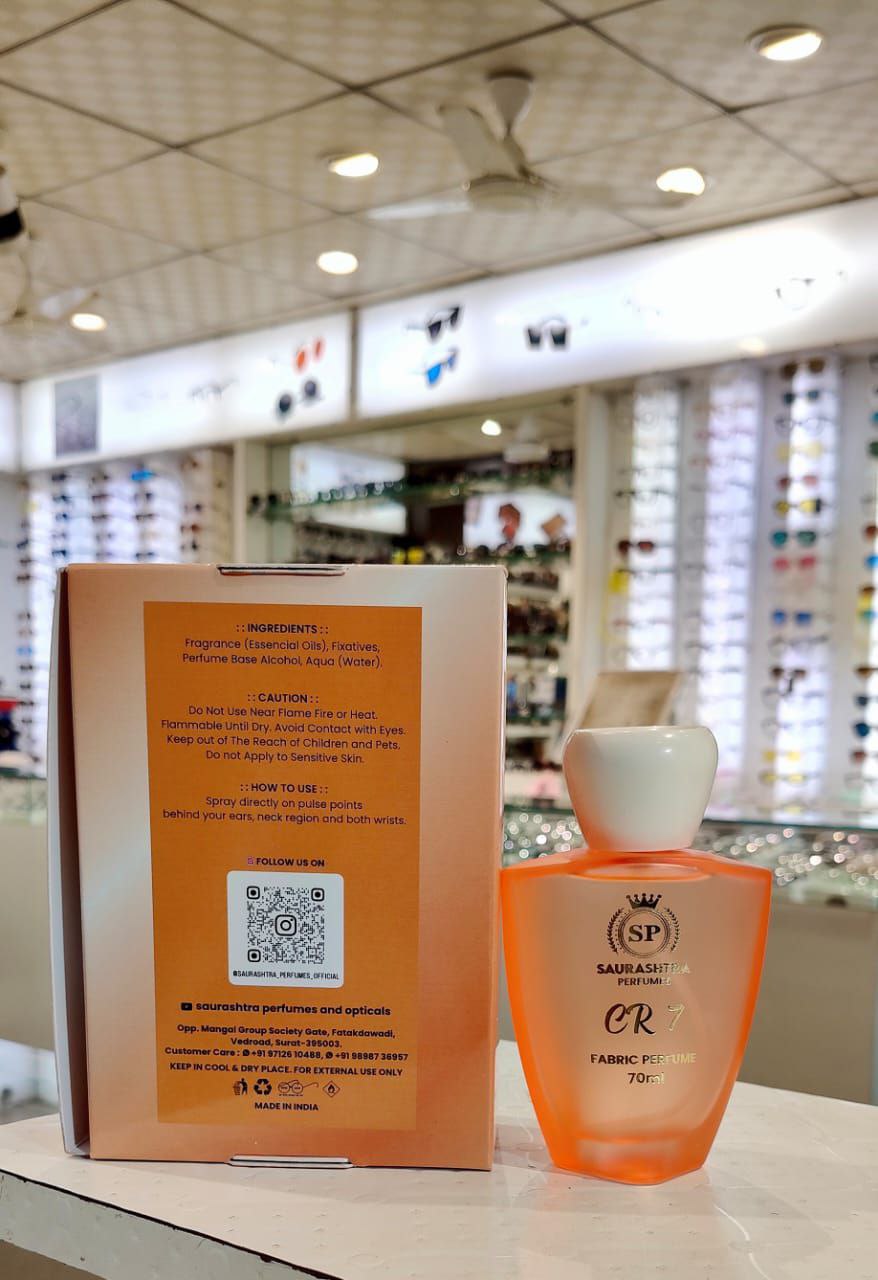 : : INGREDIENTS : :
Fragrance (Essencial Oils), Fixatives,
Perfume Base Alcohol, Aqua (Water).
: : CAUTION : :
Do Not Use Near Flame Fire or Heat.
Flammable Until Dry. Avoid Contact with Eyes.
Keep out of The Reach of Children and Pets.
Do not Apply to Sensitive Skin.
: : HOW TO USE : :
Spray directly on pulse points
behind your ears, neck region and both wrists.
FOLLOW US ON
@SAURASHTRA_PERFUMES_OFFICIAL
saurashtra perfumes and opticals
Opp. Mangal Group Society Gate, Fatakdawadi,
Vedroad, Surat-395003.
Customer Care : +91 97126 10488, +91 98987 36957
KEEP IN COOL & DRY PLACE. FOR EXTERNAL USE ONLY
MADE IN INDIA
SP
SAURASHTRA
PERFUMES
CR 7
FABRIC PERFUME
70ml